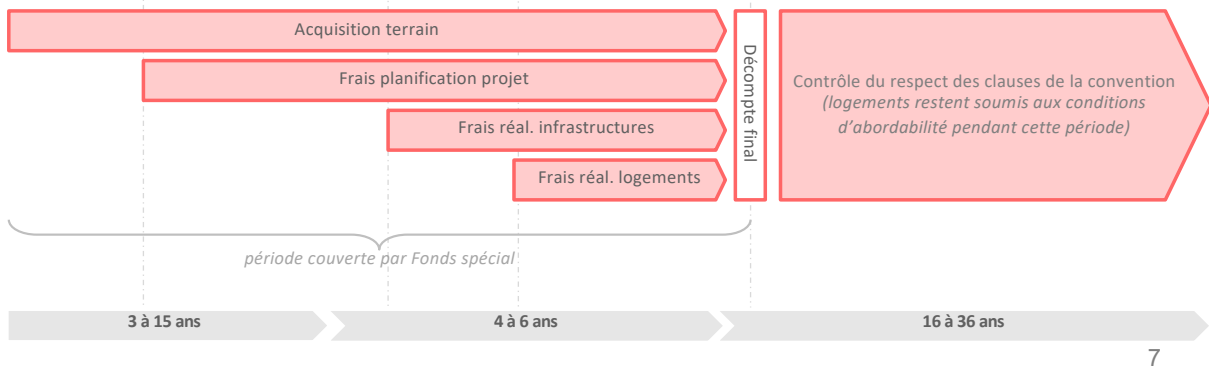 Acquisition terrain
Frais planification projet
Frais réal. infrastructures
Frais réal. logements
Décompte final
Contrôle du respect des clauses de la convention
(logements restent soumis aux conditions
d’abordabilité pendant cette période)
période couverte par Fonds spécial
3 à 15 ans
4 à 6 ans
16 à 36 ans
7